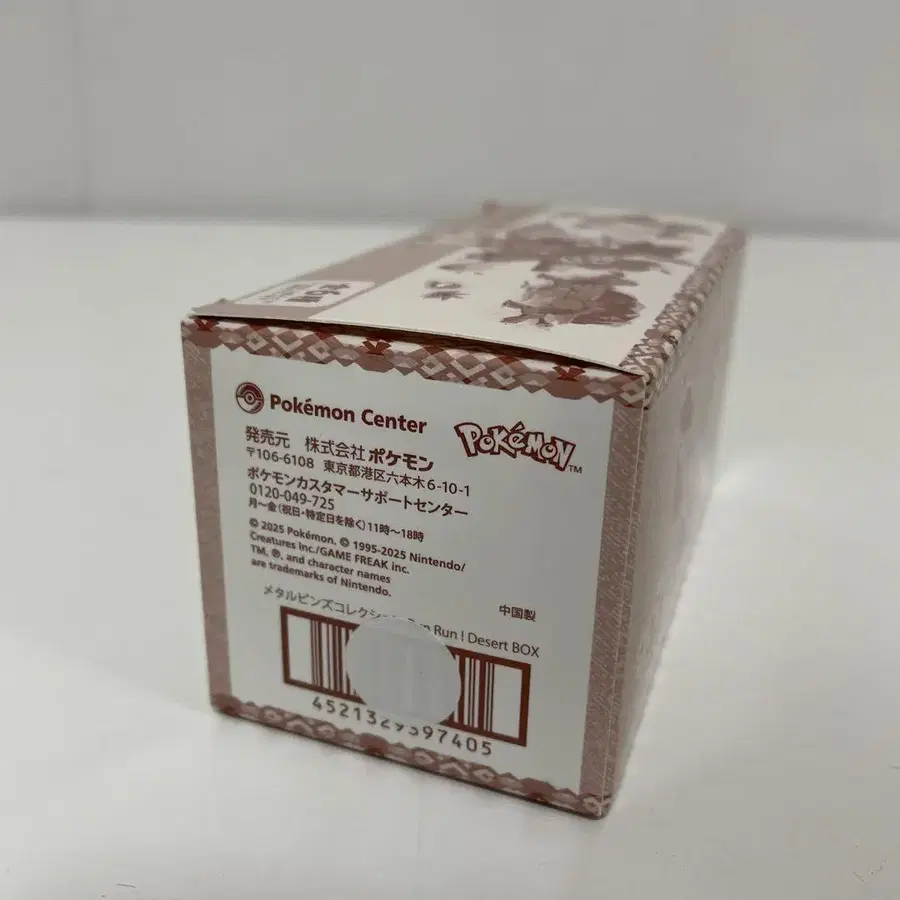 全6種
Pokémon Center
POKéMON™
発売元 株式会社 ポケモン
〒106-6108 東京都港区六本木6-10-1
ポケモンカスタマーサポートセンター
0120-049-725
月～金(祝日・特定日を除く)11時～18時
© 2025 Pokémon. © 1995-2025 Nintendo/
Creatures Inc./GAME FREAK inc.
TM, ®, and character names
are trademarks of Nintendo.
中国製
メタルピンズコレクション Run ! Desert BOX